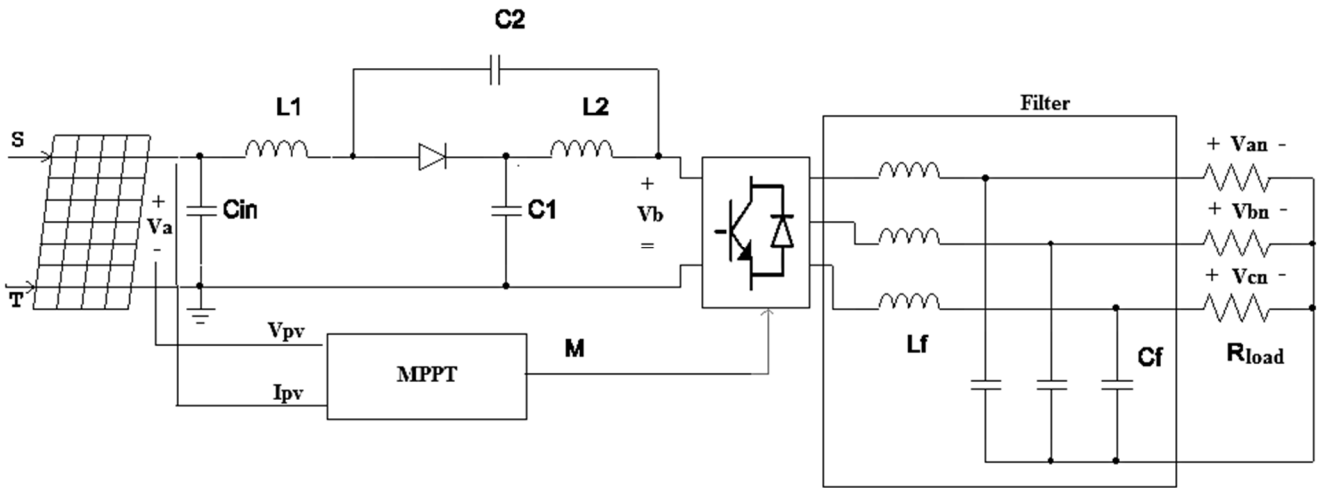 C2
L1
L2
Filter
S
+ Van -
+
Va
-
Cin
C1
+
Vb
=
+ Vbn -
T
+ Vcn -
Vpv
MPPT
M
Lf
Cf
Rload
Ipv